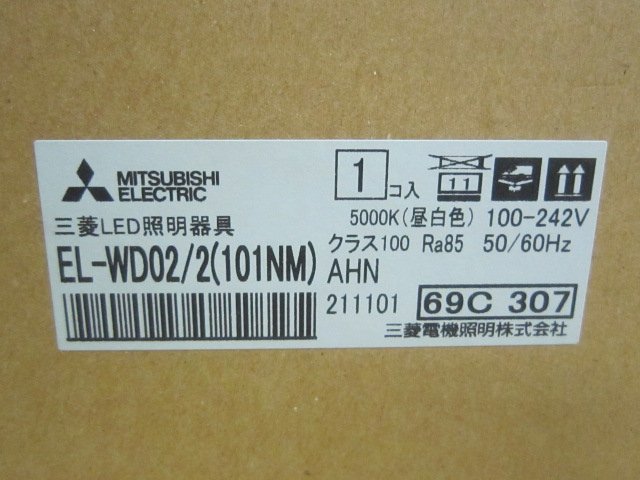 MITSUBISHI
ELECTRIC
1 コ入
11
三菱LED照明器具
5000K(昼白色) 100-242V
クラス100 Ra85 50/60Hz
EL-WD02/2(101NM) AHN
211101 69C 307
三菱電機照明株式会社